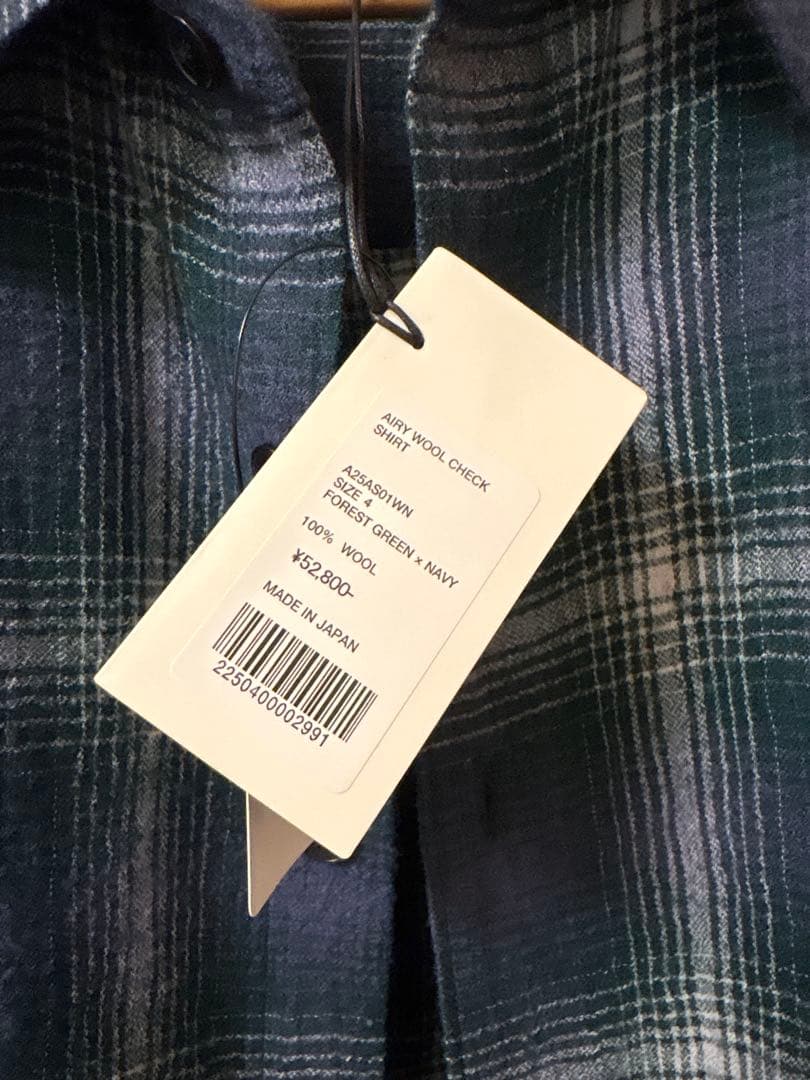 AIRY WOOL CHECK
SHIRT
A25AS01WN
SIZE 4
FOREST GREEN × NAVY
100% WOOL
¥52,800-
MADE IN JAPAN
2250400002991